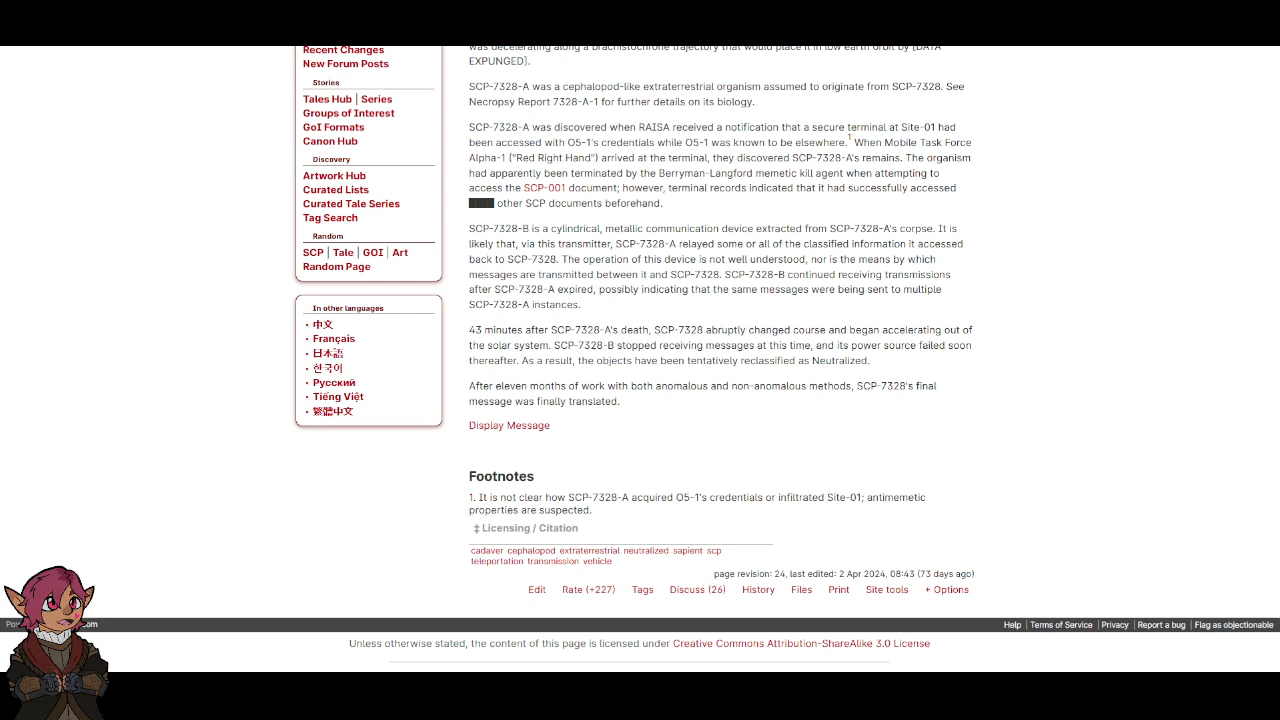 Recent Changes
New Forum Posts
Stories
Tales Hub | Series
Groups of Interest
GoI Formats
Canon Hub
Discovery
Artwork Hub
Curated Lists
Curated Tale Series
Tag Search
Random
SCP | Tale | GOI | Art
Random Page
In other languages
中文
Français
日本語
한국어
Русский
Tiếng Việt
繁體中文
was decelerating along a brachistochrone trajectory that would place it in low earth orbit by [DATA
EXPUNGED].
SCP-7328-A was a cephalopod-like extraterrestrial organism assumed to originate from SCP-7328. See
Necropsy Report 7328-A-1 for further details on its biology.
SCP-7328-A was discovered when RAISA received a notification that a secure terminal at Site-01 had
been accessed with O5-1's credentials while O5-1 was known to be elsewhere.1 When Mobile Task Force
Alpha-1 ("Red Right Hand") arrived at the terminal, they discovered SCP-7328-A's remains. The organism
had apparently been terminated by the Berryman-Langford memetic kill agent when attempting to
access the SCP-001 document; however, terminal records indicated that it had successfully accessed
████ other SCP documents beforehand.
SCP-7328-B is a cylindrical, metallic communication device extracted from SCP-7328-A's corpse. It is
likely that, via this transmitter, SCP-7328-A relayed some or all of the classified information it accessed
back to SCP-7328. The operation of this device is not well understood, nor is the means by which
messages are transmitted between it and SCP-7328. SCP-7328-B continued receiving transmissions
after SCP-7328-A expired, possibly indicating that the same messages were being sent to multiple
SCP-7328-A instances.
43 minutes after SCP-7328-A's death, SCP-7328 abruptly changed course and began accelerating out of
the solar system. SCP-7328-B stopped receiving messages at this time, and its power source failed soon
thereafter. As a result, the objects have been tentatively reclassified as Neutralized.
After eleven months of work with both anomalous and non-anomalous methods, SCP-7328's final
message was finally translated.
Display Message
Footnotes
1. It is not clear how SCP-7328-A acquired O5-1's credentials or infiltrated Site-01; antimemetic
properties are suspected.
‡ Licensing / Citation
cadaver cephalopod extraterrestrial neutralized sapient scp
teleportation transmission vehicle
page revision: 24, last edited: 2 Apr 2024, 08:43 (73 days ago)
Edit Rate (+227) Tags Discuss (26) History Files Print Site tools + Options
Help | Terms of Service | Privacy | Report a bug | Flag as objectionable
Unless otherwise stated, the content of this page is licensed under Creative Commons Attribution-ShareAlike 3.0 License